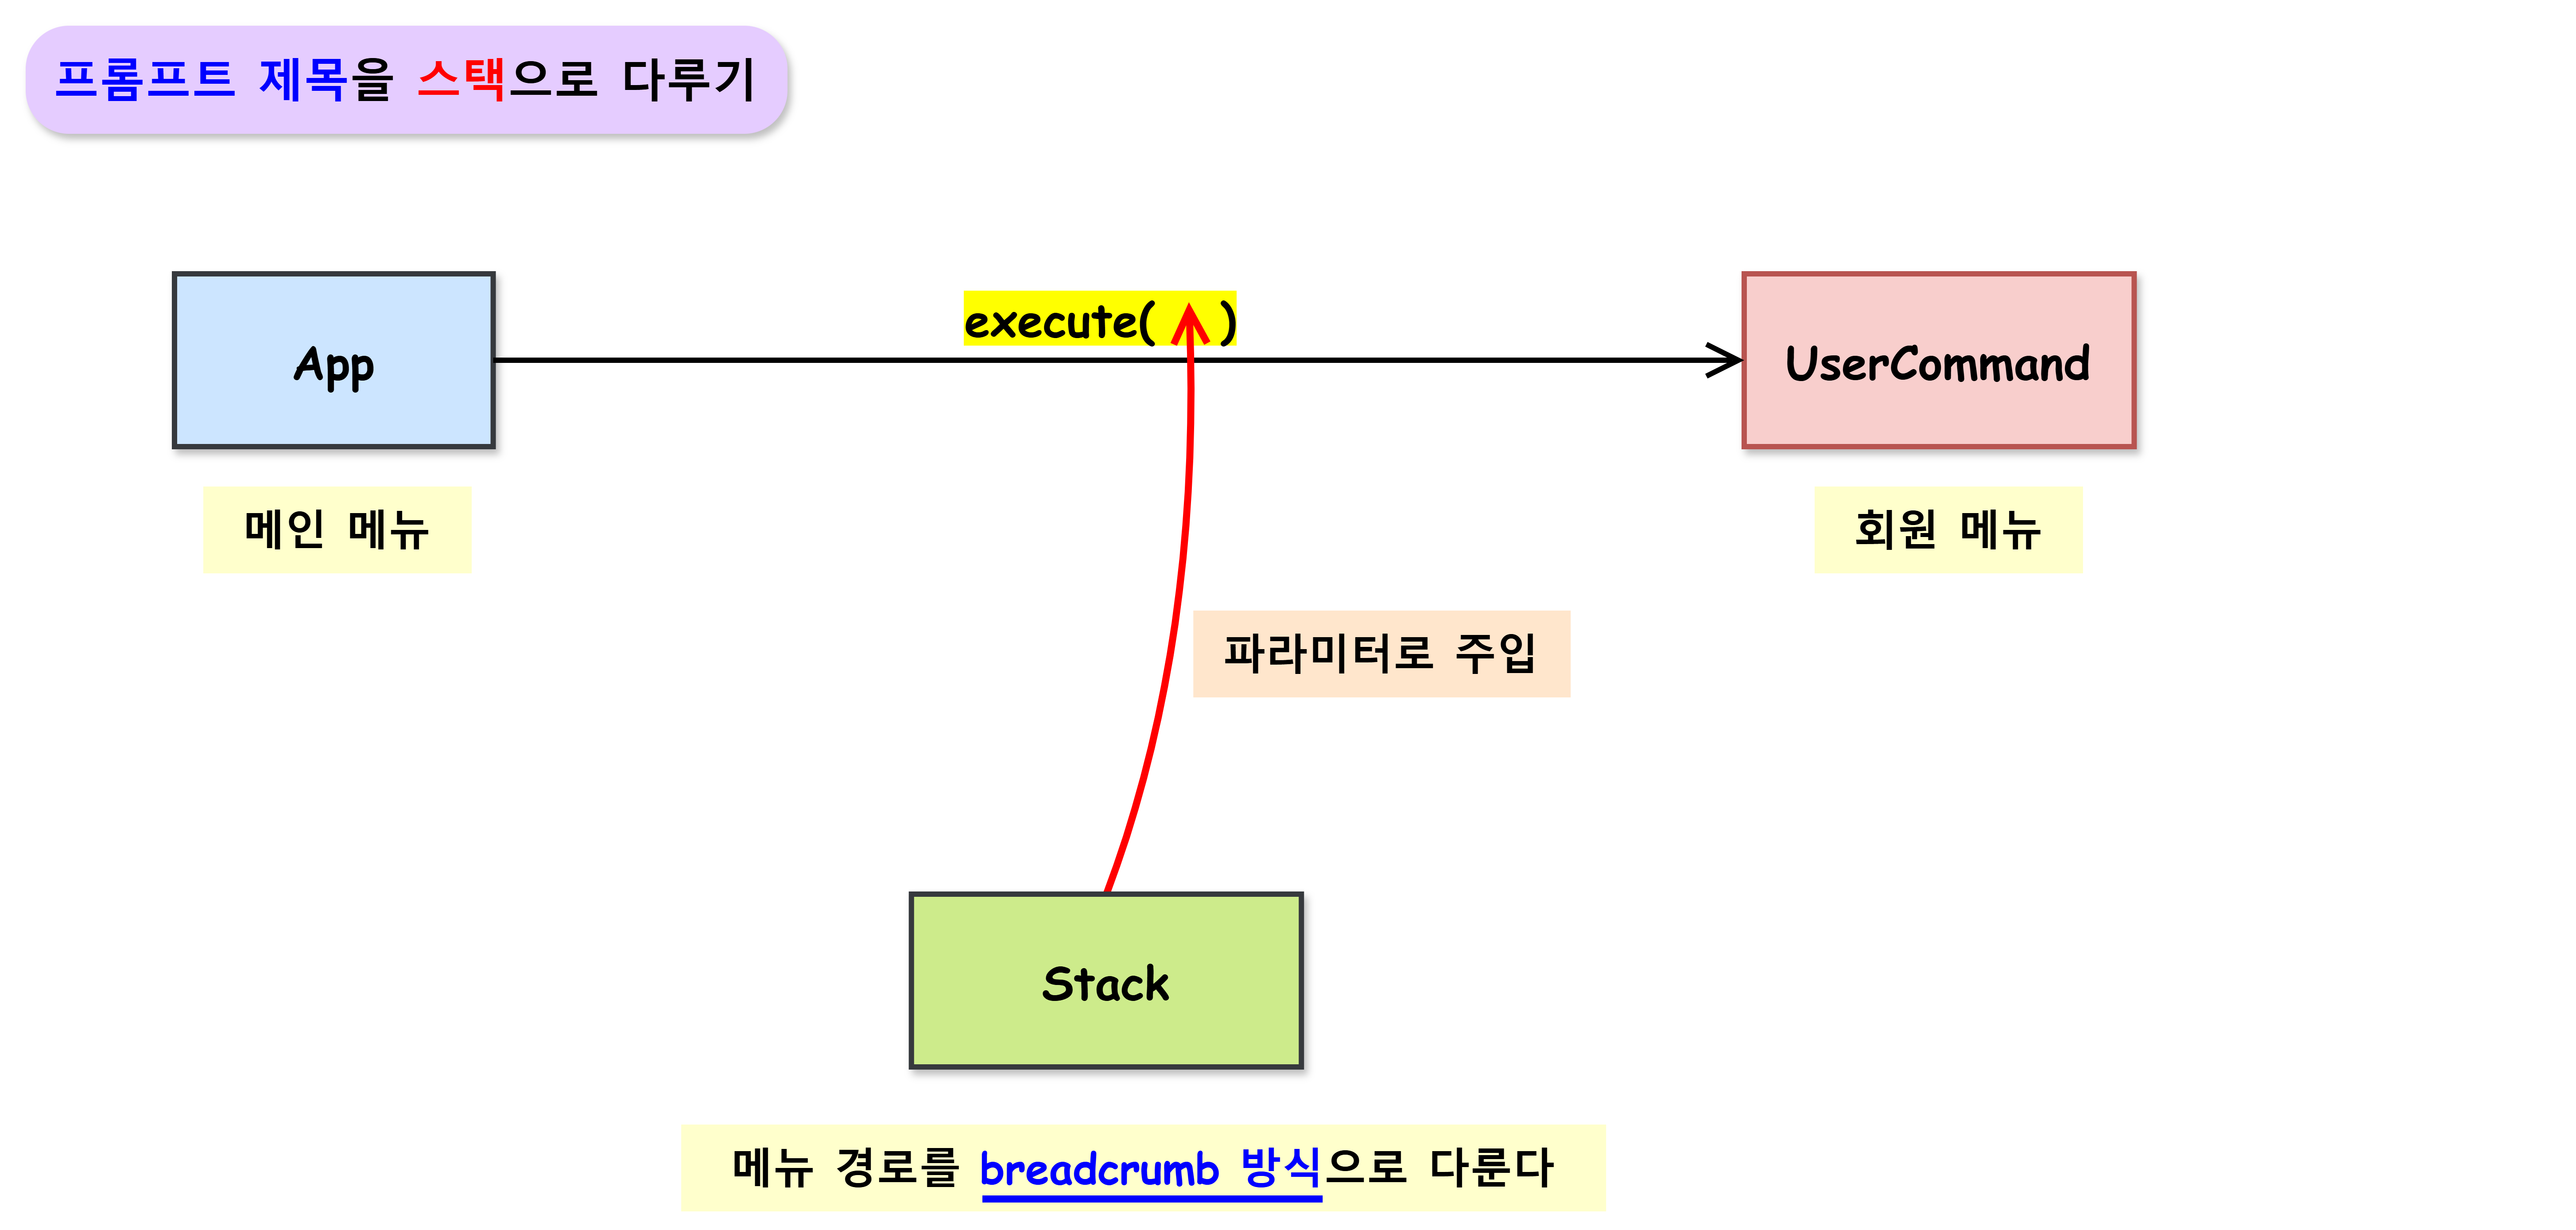 프롬프트 제목을 스택으로 다루기
execute( )
App
UserCommand
메인 메뉴
회원 메뉴
파라미터로 주입
Stack
메뉴 경로를 breadcrumb 방식으로 다룬다